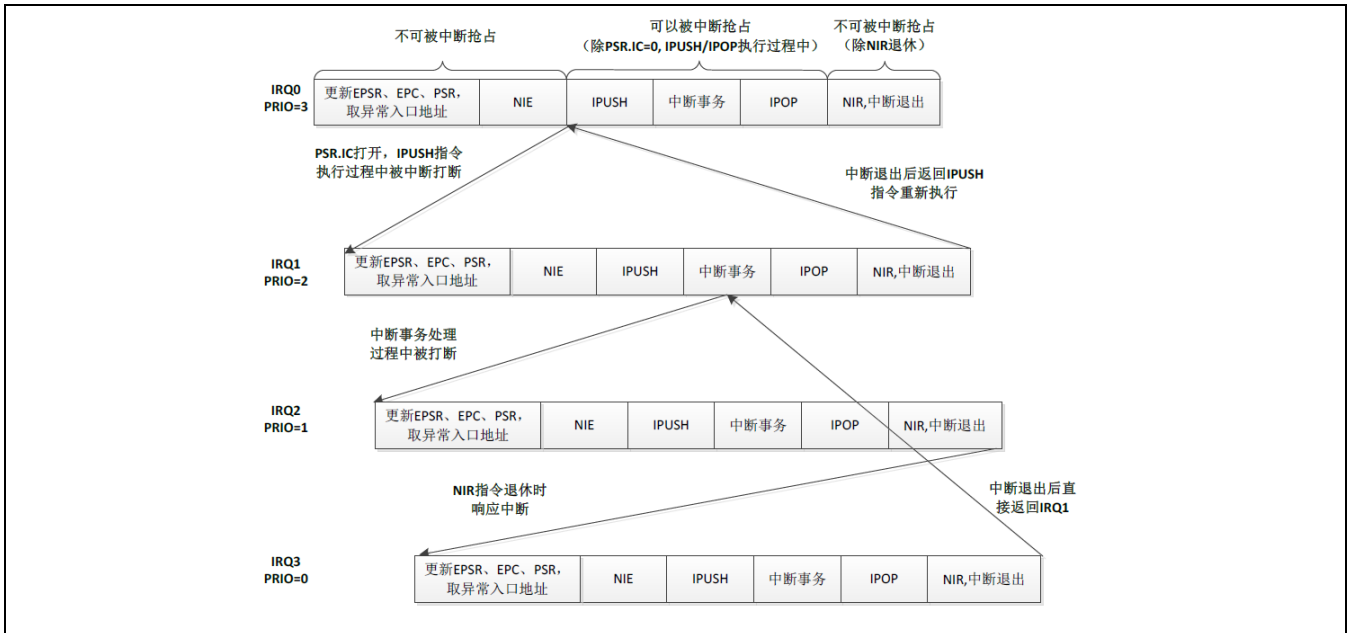 不可被中断抢占
可以被中断抢占
（除PSR.IC=0, IPUSH/IPOP执行过程中）
不可被中断抢占
（除NIR退休）
IRQ0
PRIO=3
更新EPSR、EPC、PSR，
取异常入口地址
NIE
IPUSH
中断事务
IPOP
NIR,中断退出
PSR.IC打开，IPUSH指令
执行过程中被中断打断
中断退出后返回IPUSH
指令重新执行
IRQ1
PRIO=2
更新EPSR、EPC、PSR，
取异常入口地址
NIE
IPUSH
中断事务
IPOP
NIR,中断退出
中断事务处理
过程中被打断
IRQ2
PRIO=1
更新EPSR、EPC、PSR，
取异常入口地址
NIE
IPUSH
中断事务
IPOP
NIR,中断退出
NIR指令退休时
响应中断
中断退出后直
接返回IRQ1
IRQ3
PRIO=0
更新EPSR、EPC、PSR，
取异常入口地址
NIE
IPUSH
中断事务
IPOP
NIR,中断退出